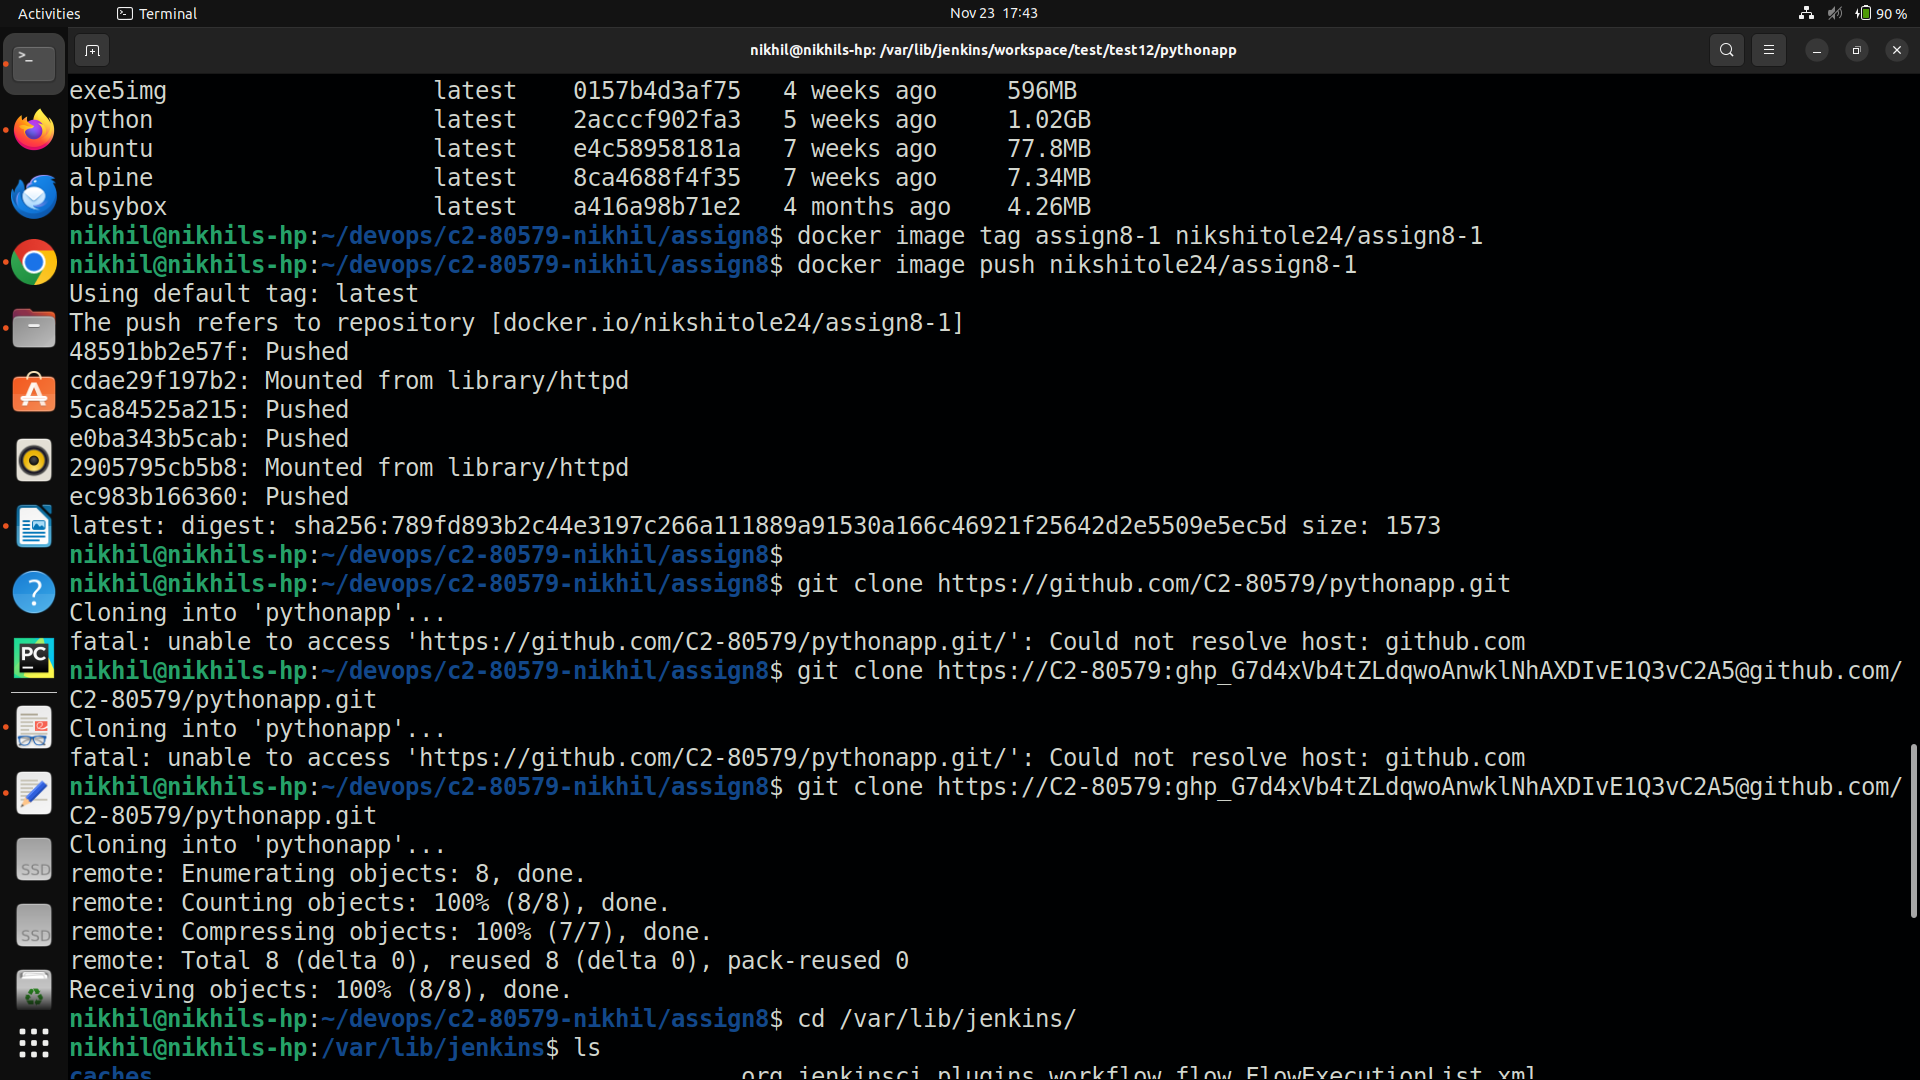 Activities Terminal Nov 23 17:43 90 %
nikhil@nikhils-hp: /var/lib/jenkins/workspace/test/test12/pythonapp
exe5img latest 0157b4d3af75 4 weeks ago 596MB
python latest 2acccf902fa3 5 weeks ago 1.02GB
ubuntu latest e4c58958181a 7 weeks ago 77.8MB
alpine latest 8ca4688f4f35 7 weeks ago 7.34MB
busybox latest a416a98b71e2 4 months ago 4.26MB
nikhil@nikhils-hp:~/devops/c2-80579-nikhil/assign8$ docker image tag assign8-1 nikshitole24/assign8-1
nikhil@nikhils-hp:~/devops/c2-80579-nikhil/assign8$ docker image push nikshitole24/assign8-1
Using default tag: latest
The push refers to repository [docker.io/nikshitole24/assign8-1]
48591bb2e57f: Pushed
cdae29f197b2: Mounted from library/httpd
5ca84525a215: Pushed
e0ba343b5cab: Pushed
2905795cb5b8: Mounted from library/httpd
ec983b166360: Pushed
latest: digest: sha256:789fd893b2c44e3197c266a111889a91530a166c46921f25642d2e5509e5ec5d size: 1573
nikhil@nikhils-hp:~/devops/c2-80579-nikhil/assign8$
nikhil@nikhils-hp:~/devops/c2-80579-nikhil/assign8$ git clone https://github.com/C2-80579/pythonapp.git
Cloning into 'pythonapp'...
fatal: unable to access 'https://github.com/C2-80579/pythonapp.git/': Could not resolve host: github.com
nikhil@nikhils-hp:~/devops/c2-80579-nikhil/assign8$ git clone https://C2-80579: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@github.com/
C2-80579/pythonapp.git
Cloning into 'pythonapp'...
fatal: unable to access 'https://github.com/C2-80579/pythonapp.git/': Could not resolve host: github.com
nikhil@nikhils-hp:~/devops/c2-80579-nikhil/assign8$ git clone https://C2-80579: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@github.com/
C2-80579/pythonapp.git
Cloning into 'pythonapp'...
remote: Enumerating objects: 8, done.
remote: Counting objects: 100% (8/8), done.
remote: Compressing objects: 100% (7/7), done.
remote: Total 8 (delta 0), reused 8 (delta 0), pack-reused 0
Receiving objects: 100% (8/8), done.
nikhil@nikhils-hp:~/devops/c2-80579-nikhil/assign8$ cd /var/lib/jenkins/
nikhil@nikhils-hp:/var/lib/jenkins$ ls
caches org.jenkinsci.plugins.workflow.flow.FlowExecutionList.xml
PC
SSD
SSD